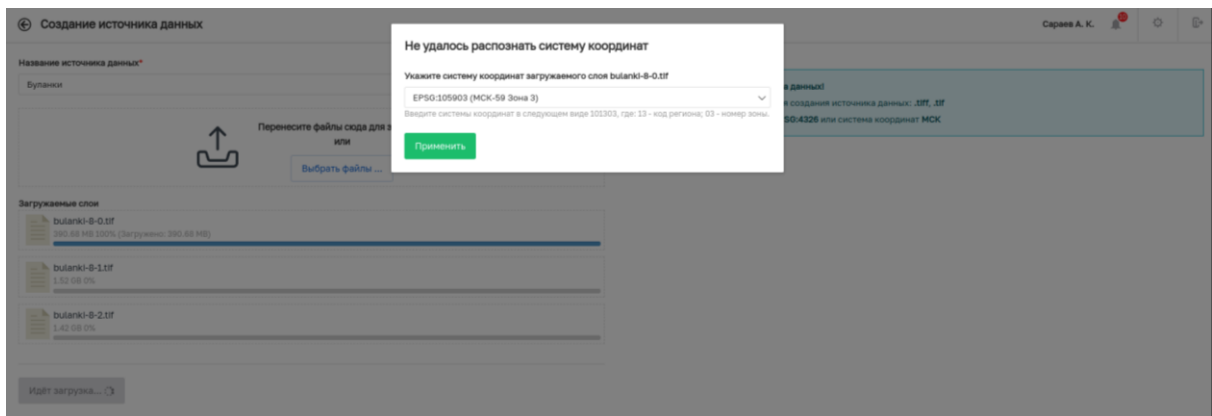 Создание источника данных
Сараев А. К.
Не удалось распознать систему координат
Название источника данных*
Буланки
Укажите систему координат загружаемого слоя bulanki-8-0.tif
EPSG:105903 (МСК-59 Зона 3)
Введите системы координат в следующем виде 101303, где: 13 - код региона; 03 - номер зоны.
Применить
данных!
создания источника данных: .tiff, .tif
4326 или система координат МСК
Перенесите файлы сюда для
или
Выбрать файлы ...
Загружаемые слои
bulanki-8-0.tif
390.68 MB 100% (Загружено: 390.68 MB)
bulanki-8-1.tif
1.52 GB 0%
bulanki-8-2.tif
1.42 GB 0%
Идёт загрузка...